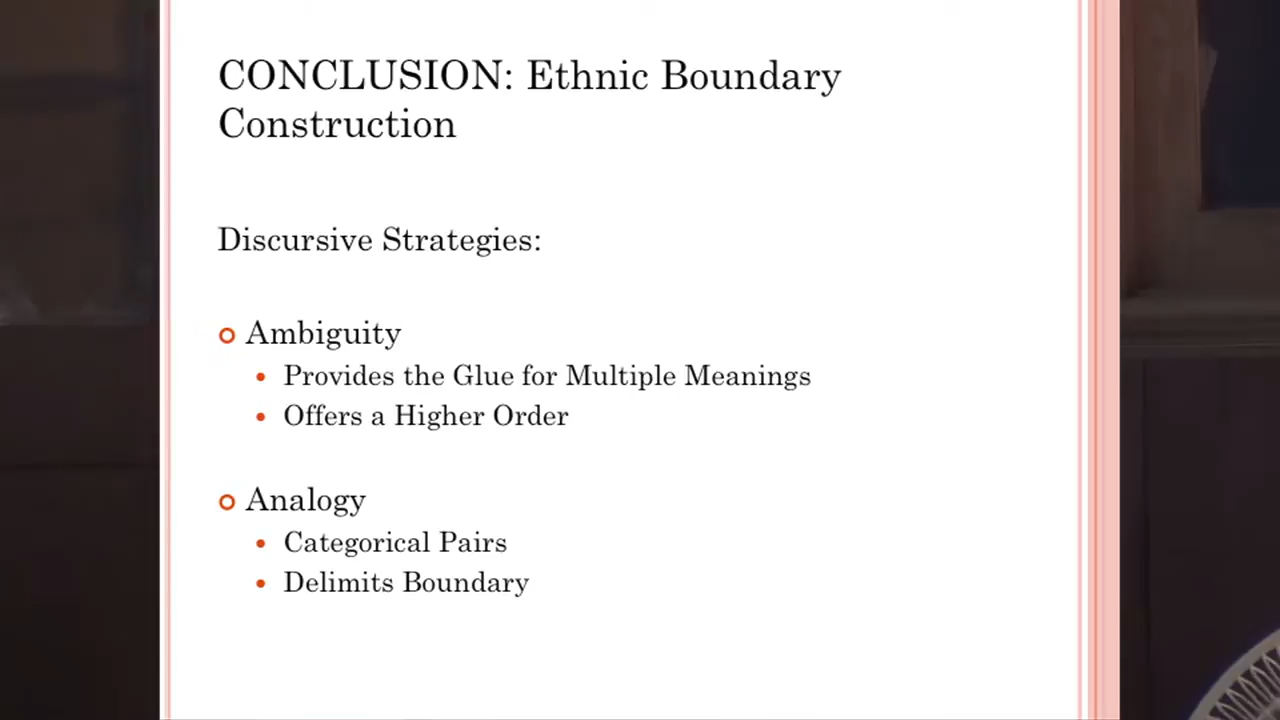 CONCLUSION: Ethnic Boundary
Construction
Discursive Strategies:
Ambiguity
Provides the Glue for Multiple Meanings
Offers a Higher Order
Analogy
Categorical Pairs
Delimits Boundary